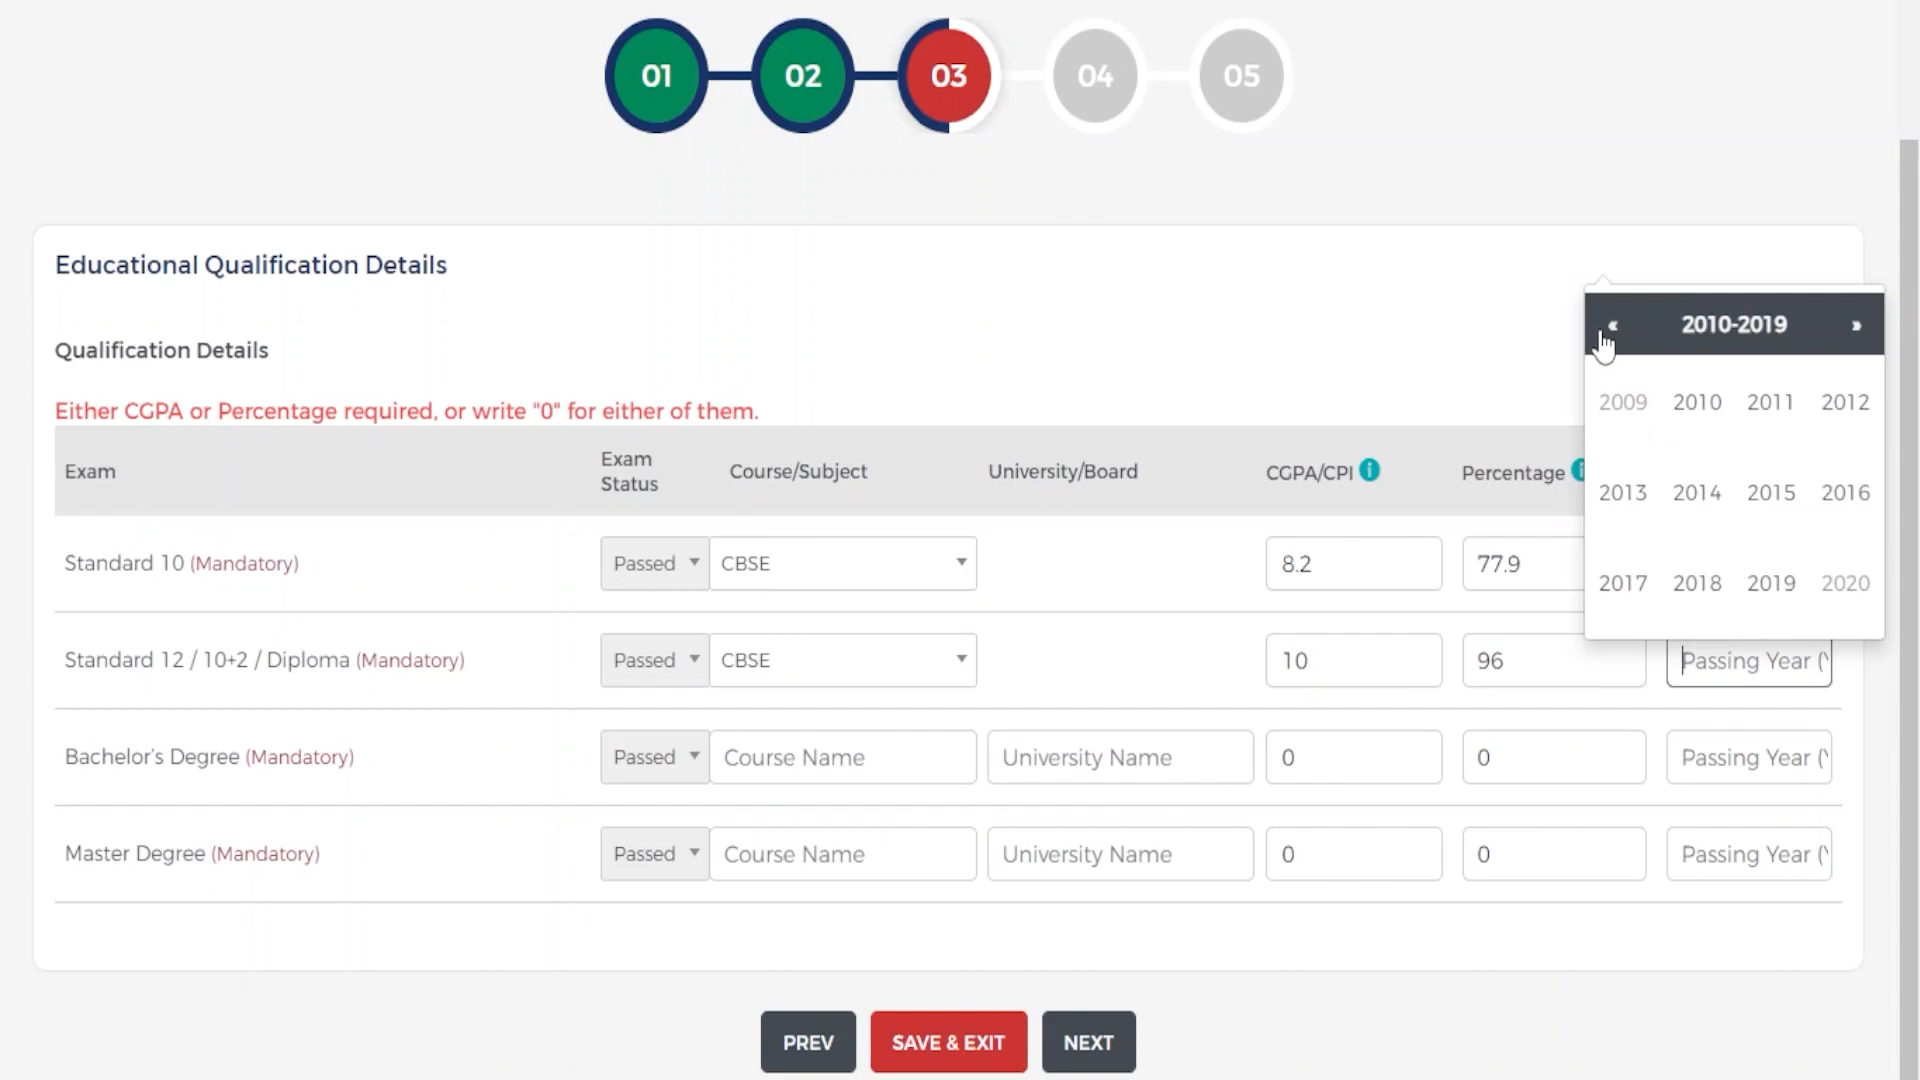 01 02 03 04 05
Educational Qualification Details
« 2010-2019 »
Qualification Details
2009 2010 2011 2012
Either CGPA or Percentage required, or write "0" for either of them.
Exam Exam Status Course/Subject University/Board CGPA/CPI i Percentage
2013 2014 2015 2016
Standard 10 (Mandatory) Passed CBSE 8.2 77.9
2017 2018 2019 2020
Standard 12 / 10+2 / Diploma (Mandatory) Passed CBSE 10 96 Passing Year (
Bachelor's Degree (Mandatory) Passed Course Name University Name 0 0 Passing Year (
Master Degree (Mandatory) Passed Course Name University Name 0 0 Passing Year (
PREV SAVE & EXIT NEXT